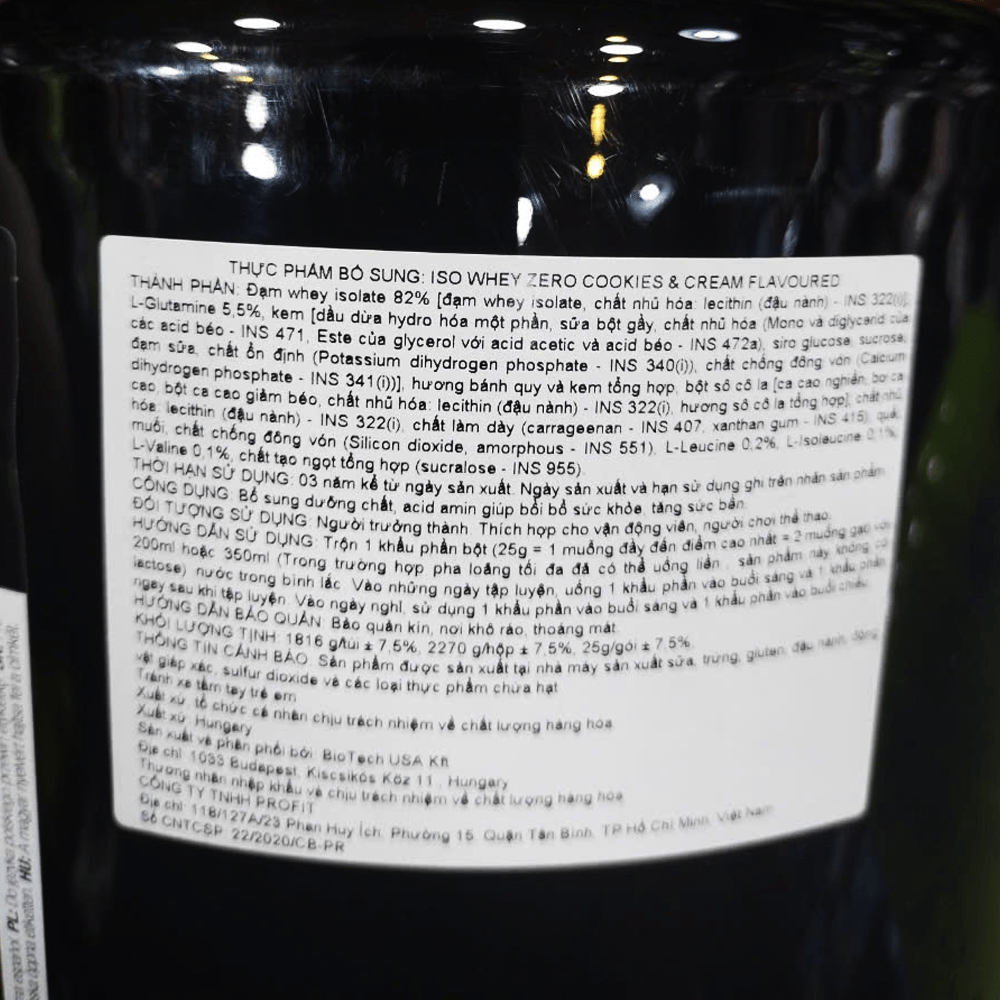 THỰC PHẨM BỔ SUNG: ISO WHEY ZERO COOKIES & CREAM FLAVOURED
THÀNH PHẦN: Đạm whey isolate 82% [đạm whey isolate, chất nhũ hóa: lecithin (đậu nành) - INS 322(i)],
L-Glutamine 5,5%, kem [dầu dừa hydro hóa một phần, sữa bột gầy, chất nhũ hóa (Mono và diglycerid của
các acid béo - INS 471, Este của glycerol với acid acetic và acid béo - INS 472a), siro glucose, sucrose,
đạm sữa, chất ổn định (Potassium dihydrogen phosphate - INS 340(i)), chất chống đông vón (Calcium
dihydrogen phosphate - INS 341(i))], hương bánh quy và kem tổng hợp, bột sô cô la [ca cao nghiền, bơ ca
cao, bột ca cao giảm béo, chất nhũ hóa: lecithin (đậu nành) - INS 322(i), hương sô cô la tổng hợp], chất nhũ
hóa: lecithin (đậu nành) - INS 322(i), chất làm dày (carrageenan - INS 407, xanthan gum - INS 415),
muối, chất chống đông vón (Silicon dioxide, amorphous - INS 551), L-Leucine 0,2%, L-Isoleucine 0,1%,
L-Valine 0,1%, chất tạo ngọt tổng hợp (sucralose - INS 955).
THỜI HẠN SỬ DỤNG: 03 năm kể từ ngày sản xuất. Ngày sản xuất và hạn sử dụng ghi trên nhãn sản phẩm
CÔNG DỤNG: Bổ sung dưỡng chất, acid amin giúp bồi bổ sức khỏe, tăng sức bền.
ĐỐI TƯỢNG SỬ DỤNG: Người trưởng thành. Thích hợp cho vận động viên, người chơi thể thao.
HƯỚNG DẪN SỬ DỤNG: Trộn 1 khẩu phần bột (25g = 1 muỗng đầy đến điểm cao nhất = 2 muỗng gạo với
200ml hoặc 350ml (Trong trường hợp pha loãng tối đa đã có thể uống liền , sản phẩm này không có
lactose) nước trong bình lắc. Vào những ngày tập luyện, uống 1 khẩu phần vào buổi sáng và 1 khẩu phần
ngay sau khi tập luyện. Vào ngày nghỉ, sử dụng 1 khẩu phần vào buổi sáng và 1 khẩu phần vào buổi chiều.
HƯỚNG DẪN BẢO QUẢN: Bảo quản kín, nơi khô ráo, thoáng mát.
KHỐI LƯỢNG TỊNH: 1816 g/túi ± 7,5%, 2270 g/hộp ± 7,5%, 25g/gói ± 7,5%.
THÔNG TIN CẢNH BÁO: Sản phẩm được sản xuất tại nhà máy sản xuất sữa, trứng, gluten, đậu nành, động
vật giáp xác, sulfur dioxide và các loại thực phẩm chứa hạt
Tránh xa tầm tay trẻ em
Xuất xứ, tổ chức cá nhân chịu trách nhiệm về chất lượng hàng hóa
Xuất xứ: Hungary
Sản xuất và phân phối bởi: BioTech USA Kft
Địa chỉ: 1033 Budapest, Kiscsikós Köz 11., Hungary
Thương nhân nhập khẩu và chịu trách nhiệm về chất lượng hàng hóa
CÔNG TY TNHH PROFIT
Địa chỉ: 118/127A/23 Phan Huy Ích, Phường 15, Quận Tân Bình, TP Hồ Chí Minh, Việt Nam
Số CNTCSP: 22/2020/CB-PR